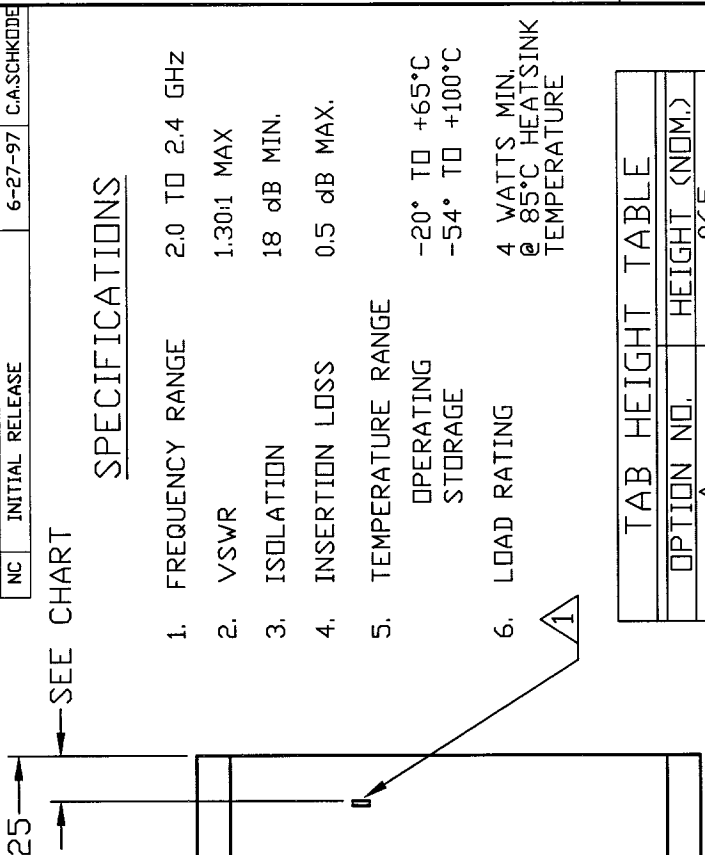 NC INITIAL RELEASE 6-27-97 C.A.SCHKODE
25
SEE CHART
SPECIFICATIONS
1. FREQUENCY RANGE 2.0 TO 2.4 GHz
2. VSWR 1.30:1 MAX
3. ISOLATION 18 dB MIN.
4. INSERTION LOSS 0.5 dB MAX.
5. TEMPERATURE RANGE
OPERATING -20° TO +65°C
STORAGE -54° TO +100°C
6. LOAD RATING 4 WATTS MIN.
@ 85°C HEATSINK
TEMPERATURE
1
TAB HEIGHT TABLE
OPTION NO. HEIGHT (NOM.)